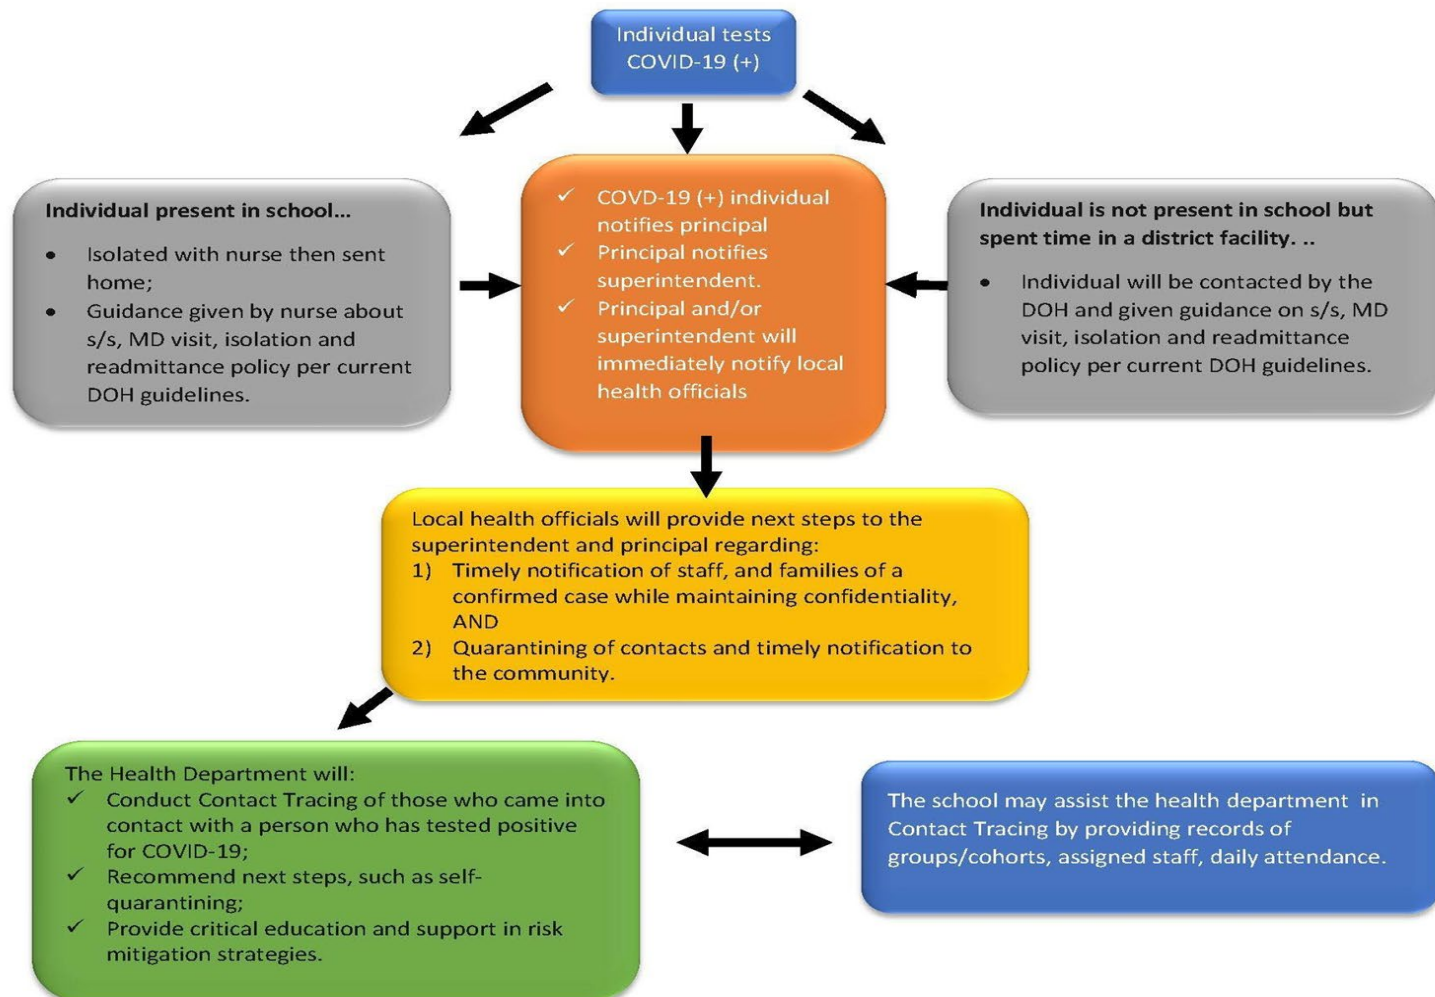 Individual tests
COVID-19 (+)
Individual present in school...
• Isolated with nurse then sent
home;
• Guidance given by nurse about
s/s, MD visit, isolation and
readmittance policy per current
DOH guidelines.
✓ COVD-19 (+) individual
notifies principal
✓ Principal notifies
superintendent.
✓ Principal and/or
superintendent will
immediately notify local
health officials
Individual is not present in school but
spent time in a district facility. ..
• Individual will be contacted by the
DOH and given guidance on s/s, MD
visit, isolation and readmittance
policy per current DOH guidelines.
Local health officials will provide next steps to the
superintendent and principal regarding:
1) Timely notification of staff, and families of a
confirmed case while maintaining confidentiality,
AND
2) Quarantining of contacts and timely notification to
the community.
The Health Department will:
✓ Conduct Contact Tracing of those who came into
contact with a person who has tested positive
for COVID-19;
✓ Recommend next steps, such as self-
quarantining;
✓ Provide critical education and support in risk
mitigation strategies.
The school may assist the health department in
Contact Tracing by providing records of
groups/cohorts, assigned staff, daily attendance.